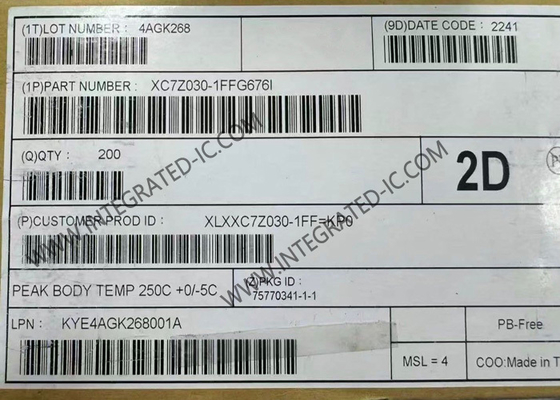 (1T)LOT NUMBER : 4AGK268
(9D)DATE CODE : 2241
(1P)PART NUMBER : XC7Z030-1FFG676I
(Q)QTY : 200
2D
(P)CUSTOMER PROD ID : XLXXC7Z030-1FF=KP0
PEAK BODY TEMP 250C +0/-5C
(Z)PKG ID :
75770341-1-1
LPN : KYE4AGK268001A
PB-Free
MSL = 4
COO:Made in T
WWW.INTEGRATED-IC.COM
WWW.INTEGRATED-IC.COM